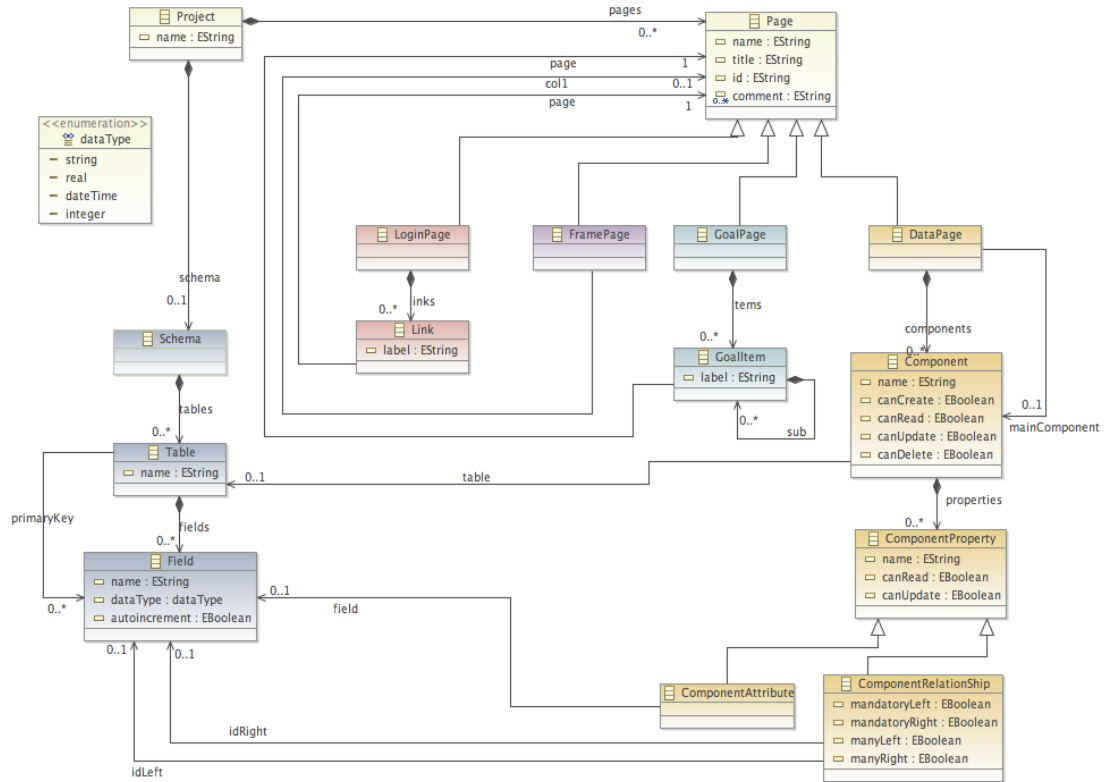 Project
name : EString
pages
0..*
Page
name : EString
title : EString
id : EString
0..*
comment : EString
page
1
col1
0..1
page
1
<<enumeration>>
dataType
string
real
dateTime
integer
schema
0..1
LoginPage
FramePage
GoalPage
DataPage
inks
0..*
tems
0..*
components
0..*
Link
label : EString
GoalItem
label : EString
0..*
sub
Component
name : EString
canCreate : EBoolean
canRead : EBoolean
canUpdate : EBoolean
canDelete : EBoolean
0..1
mainComponent
Schema
tables
0..*
Table
name : EString
0..1
table
primaryKey
0..*
fields
0..*
properties
0..*
Field
name : EString
dataType : dataType
autoincrement : EBoolean
0..1
field
ComponentProperty
name : EString
canRead : EBoolean
canUpdate : EBoolean
0..1
0..1
ComponentAttribute
ComponentRelationShip
mandatoryLeft : EBoolean
mandatoryRight : EBoolean
manyLeft : EBoolean
manyRight : EBoolean
idRight
idLeft